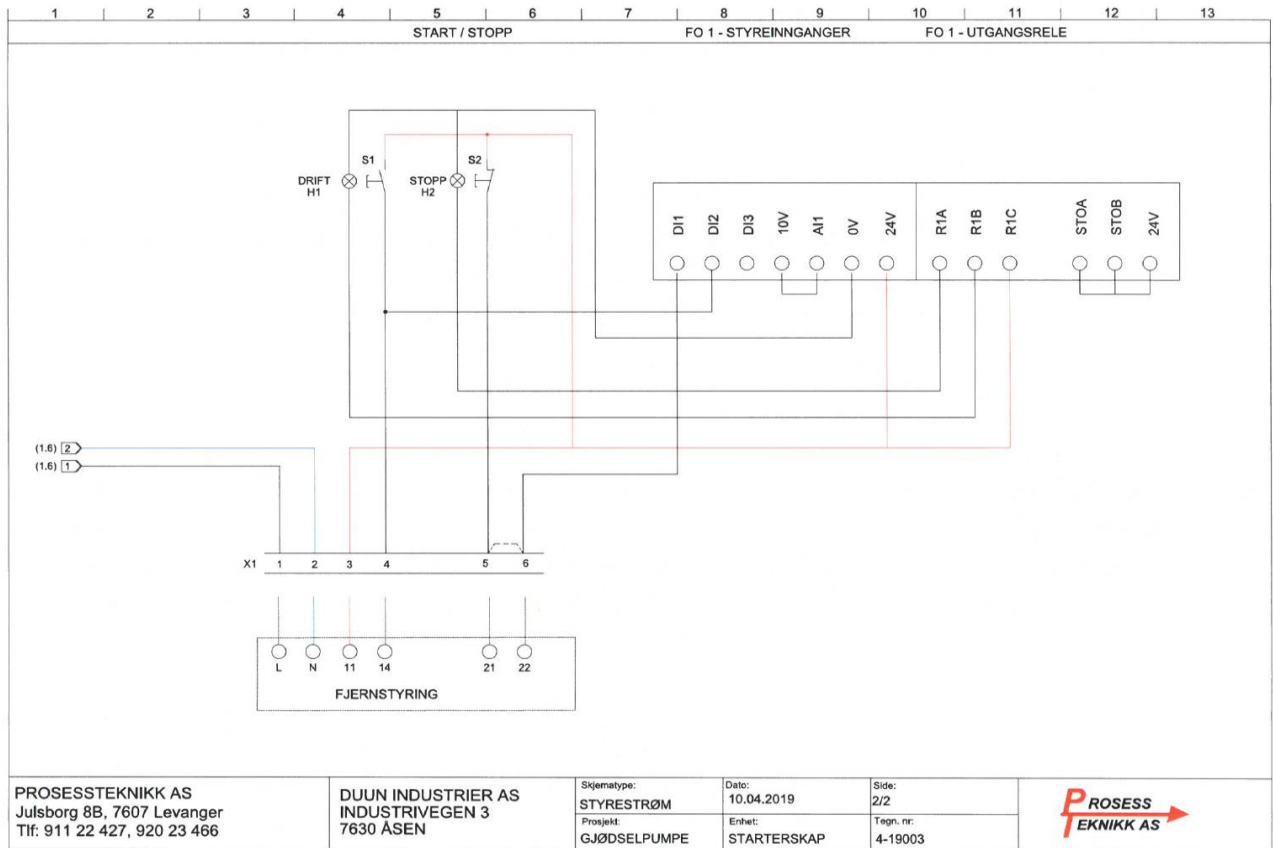 1 2 3 4 5 6 7 8 9 10 11 12 13
START / STOPP FO 1 - STYREINNGANGER FO 1 - UTGANGSRELE
S1 S2
DRIFT STOPP
H1 H2
DI1 DI2 DI3 10V AI1 0V 24V R1A R1B R1C STOA STOB 24V
(1.6) 2
(1.6) 1
X1 1 2 3 4 5 6
L N 11 14 21 22
FJERNSTYRING
PROSESSTEKNIKK AS
Julsborg 8B, 7607 Levanger
Tlf: 911 22 427, 920 23 466
DUUN INDUSTRIER AS
INDUSTRIVEGEN 3
7630 ÅSEN
Skjematype:
STYRESTRØM
Prosjekt:
GJØDSELPUMPE
Dato:
10.04.2019
Enhet:
STARTERSKAP
Side:
2/2
Tegn. nr:
4-19003
PROSESS
TEKNIKK AS